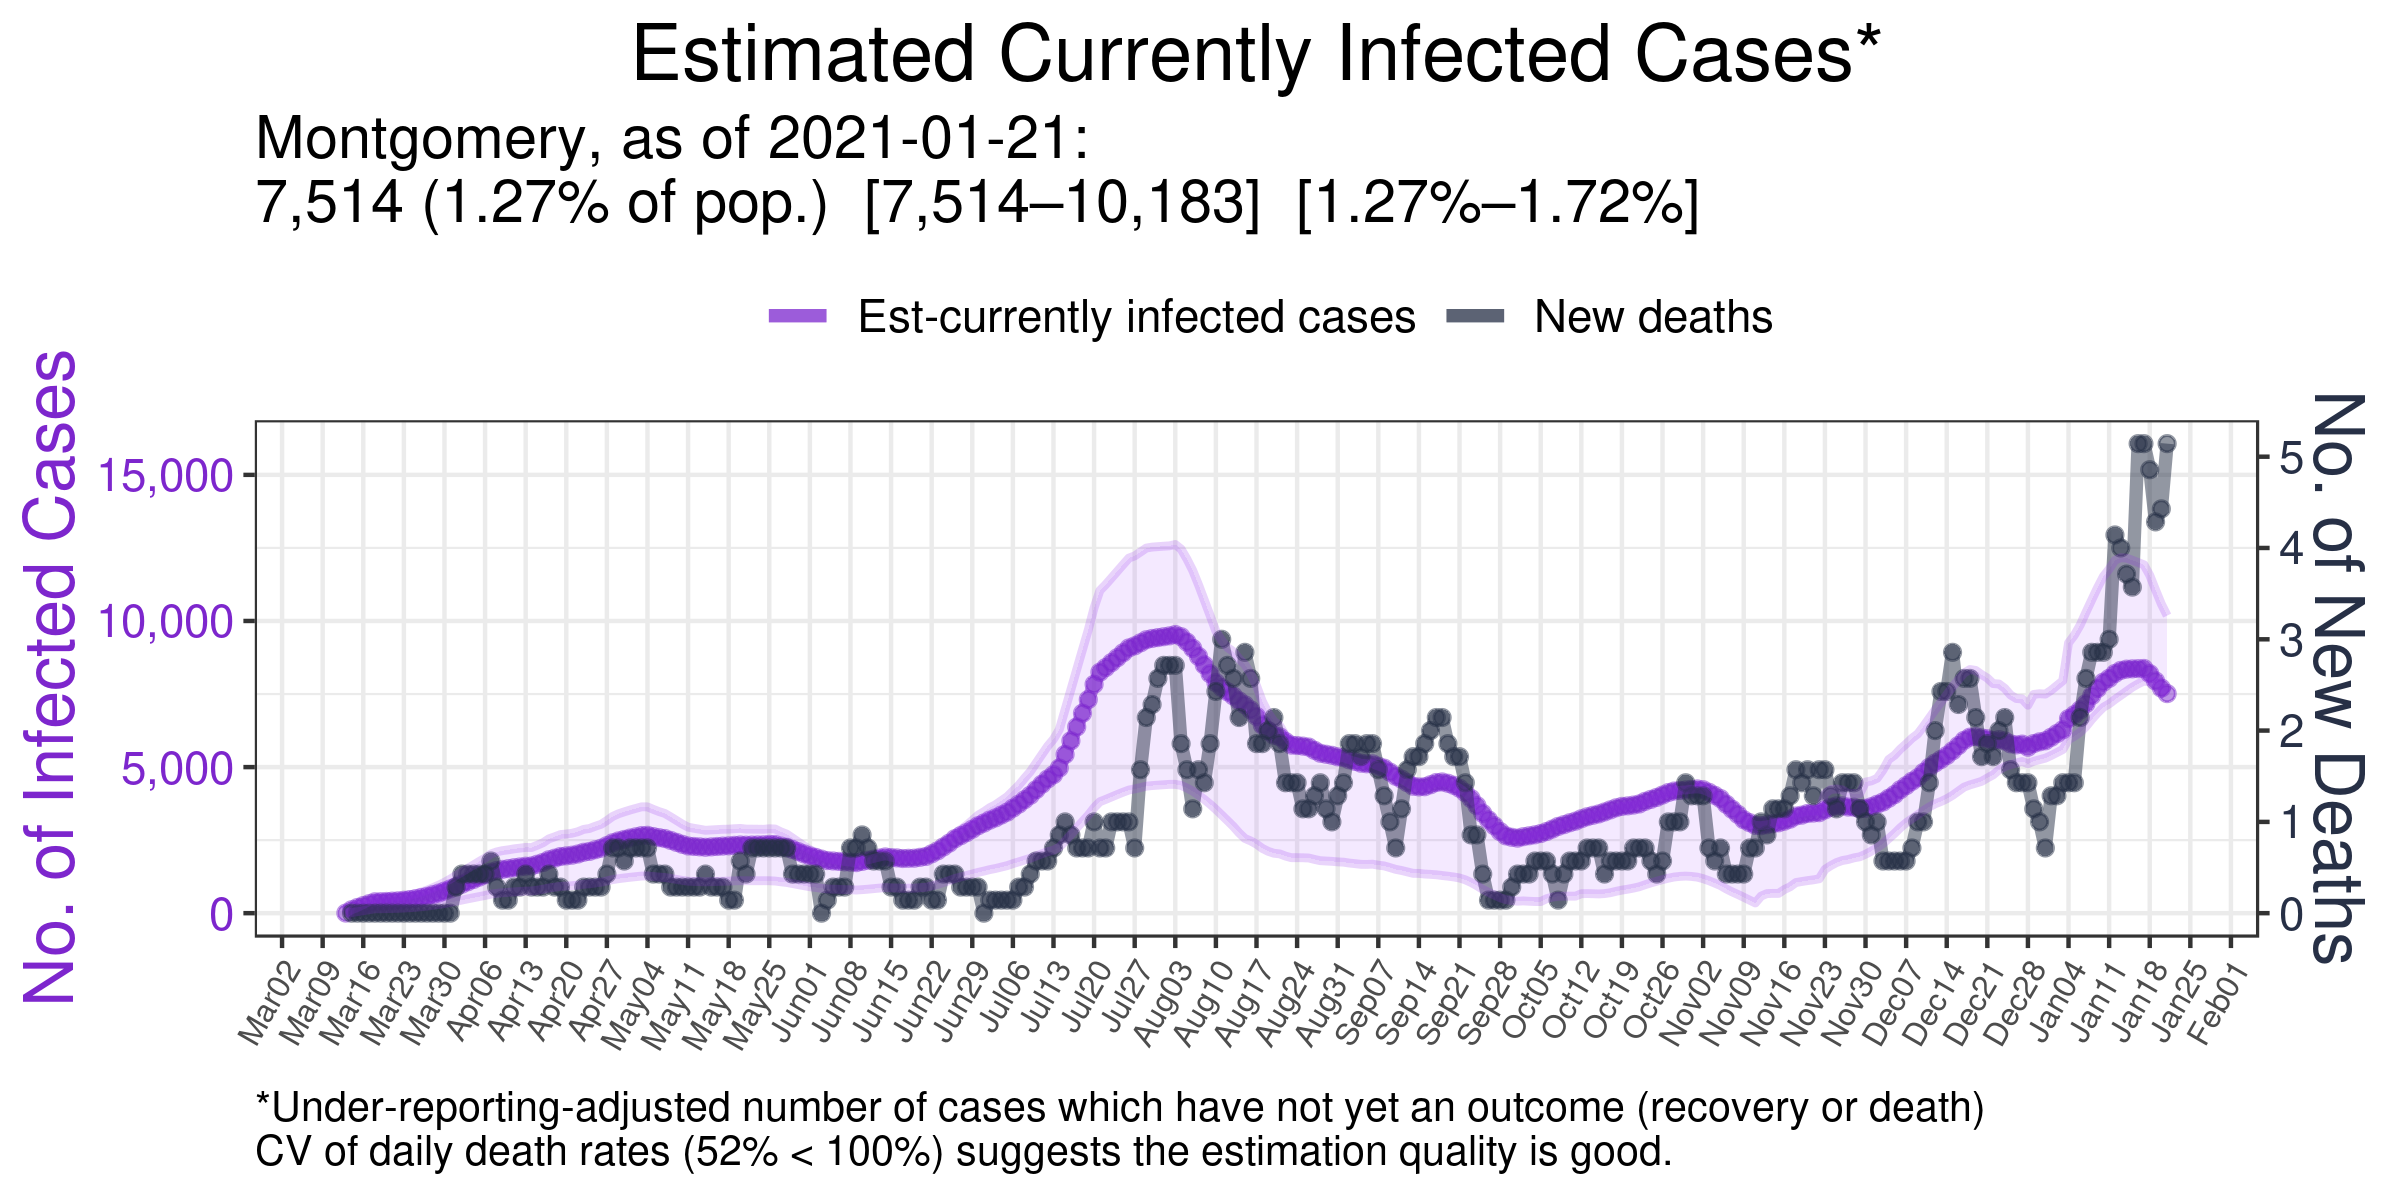 Estimated Currently Infected Cases*
Montgomery, as of 2021-01-21:
7,514 (1.27% of pop.) [7,514–10,183] [1.27%–1.72%]
Est-currently infected cases
New deaths
No. of Infected Cases
15,000
10,000
5,000
0
5
4
3
2
1
0
No. of New Deaths
Mar02
Mar09
Mar16
Mar23
Mar30
Apr06
Apr13
Apr20
Apr27
May04
May11
May18
May25
Jun01
Jun08
Jun15
Jun22
Jun29
Jul06
Jul13
Jul20
Jul27
Aug03
Aug10
Aug17
Aug24
Aug31
Sep07
Sep14
Sep21
Sep28
Oct05
Oct12
Oct19
Oct26
Nov02
Nov09
Nov16
Nov23
Nov30
Dec07
Dec14
Dec21
Dec28
Jan04
Jan11
Jan18
Jan25
Feb01
*Under-reporting-adjusted number of cases which have not yet an outcome (recovery or death)
CV of daily death rates (52% < 100%) suggests the estimation quality is good.